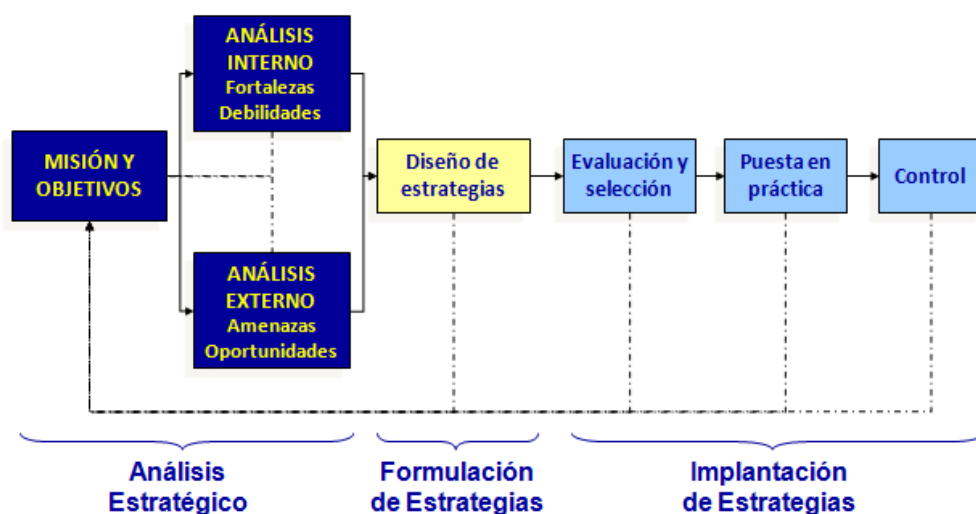 ANÁLISIS
INTERNO
Fortalezas
Debilidades
MISIÓN Y
OBJETIVOS
ANÁLISIS
EXTERNO
Amenazas
Oportunidades
Diseño de
estrategias
Evaluación y
selección
Puesta en
práctica
Control
Análisis
Estratégico
Formulación
de Estrategias
Implantación
de Estrategias